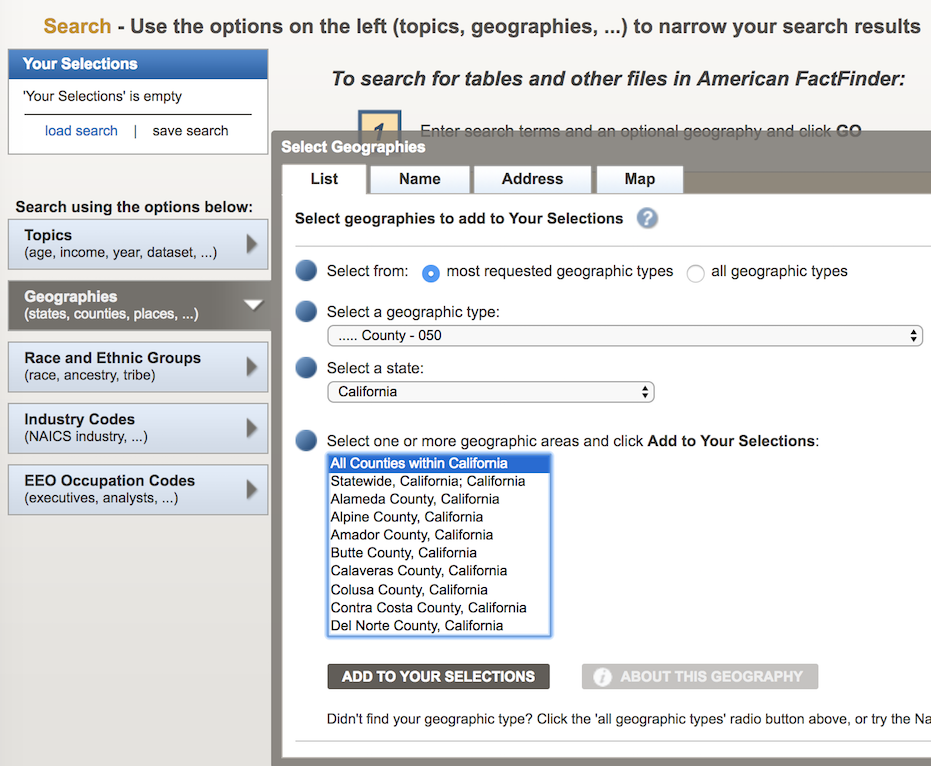 Search - Use the options on the left (topics, geographies, ...) to narrow your search results
Your Selections
'Your Selections' is empty
load search | save search
Search using the options below:
Topics
(age, income, year, dataset, ...)
Geographies
(states, counties, places, ...)
Race and Ethnic Groups
(race, ancestry, tribe)
Industry Codes
(NAICS industry, ...)
EEO Occupation Codes
(executives, analysts, ...)
To search for tables and other files in American FactFinder:
1
Enter search terms and an optional geography and click GO
Select Geographies
List Name Address Map
Select geographies to add to Your Selections ?
Select from: most requested geographic types all geographic types
Select a geographic type:
..... County - 050
Select a state:
California
Select one or more geographic areas and click Add to Your Selections:
All Counties within California
Statewide, California; California
Alameda County, California
Alpine County, California
Amador County, California
Butte County, California
Calaveras County, California
Colusa County, California
Contra Costa County, California
Del Norte County, California
ADD TO YOUR SELECTIONS i ABOUT THIS GEOGRAPHY
Didn't find your geographic type? Click the 'all geographic types' radio button above, or try the Na